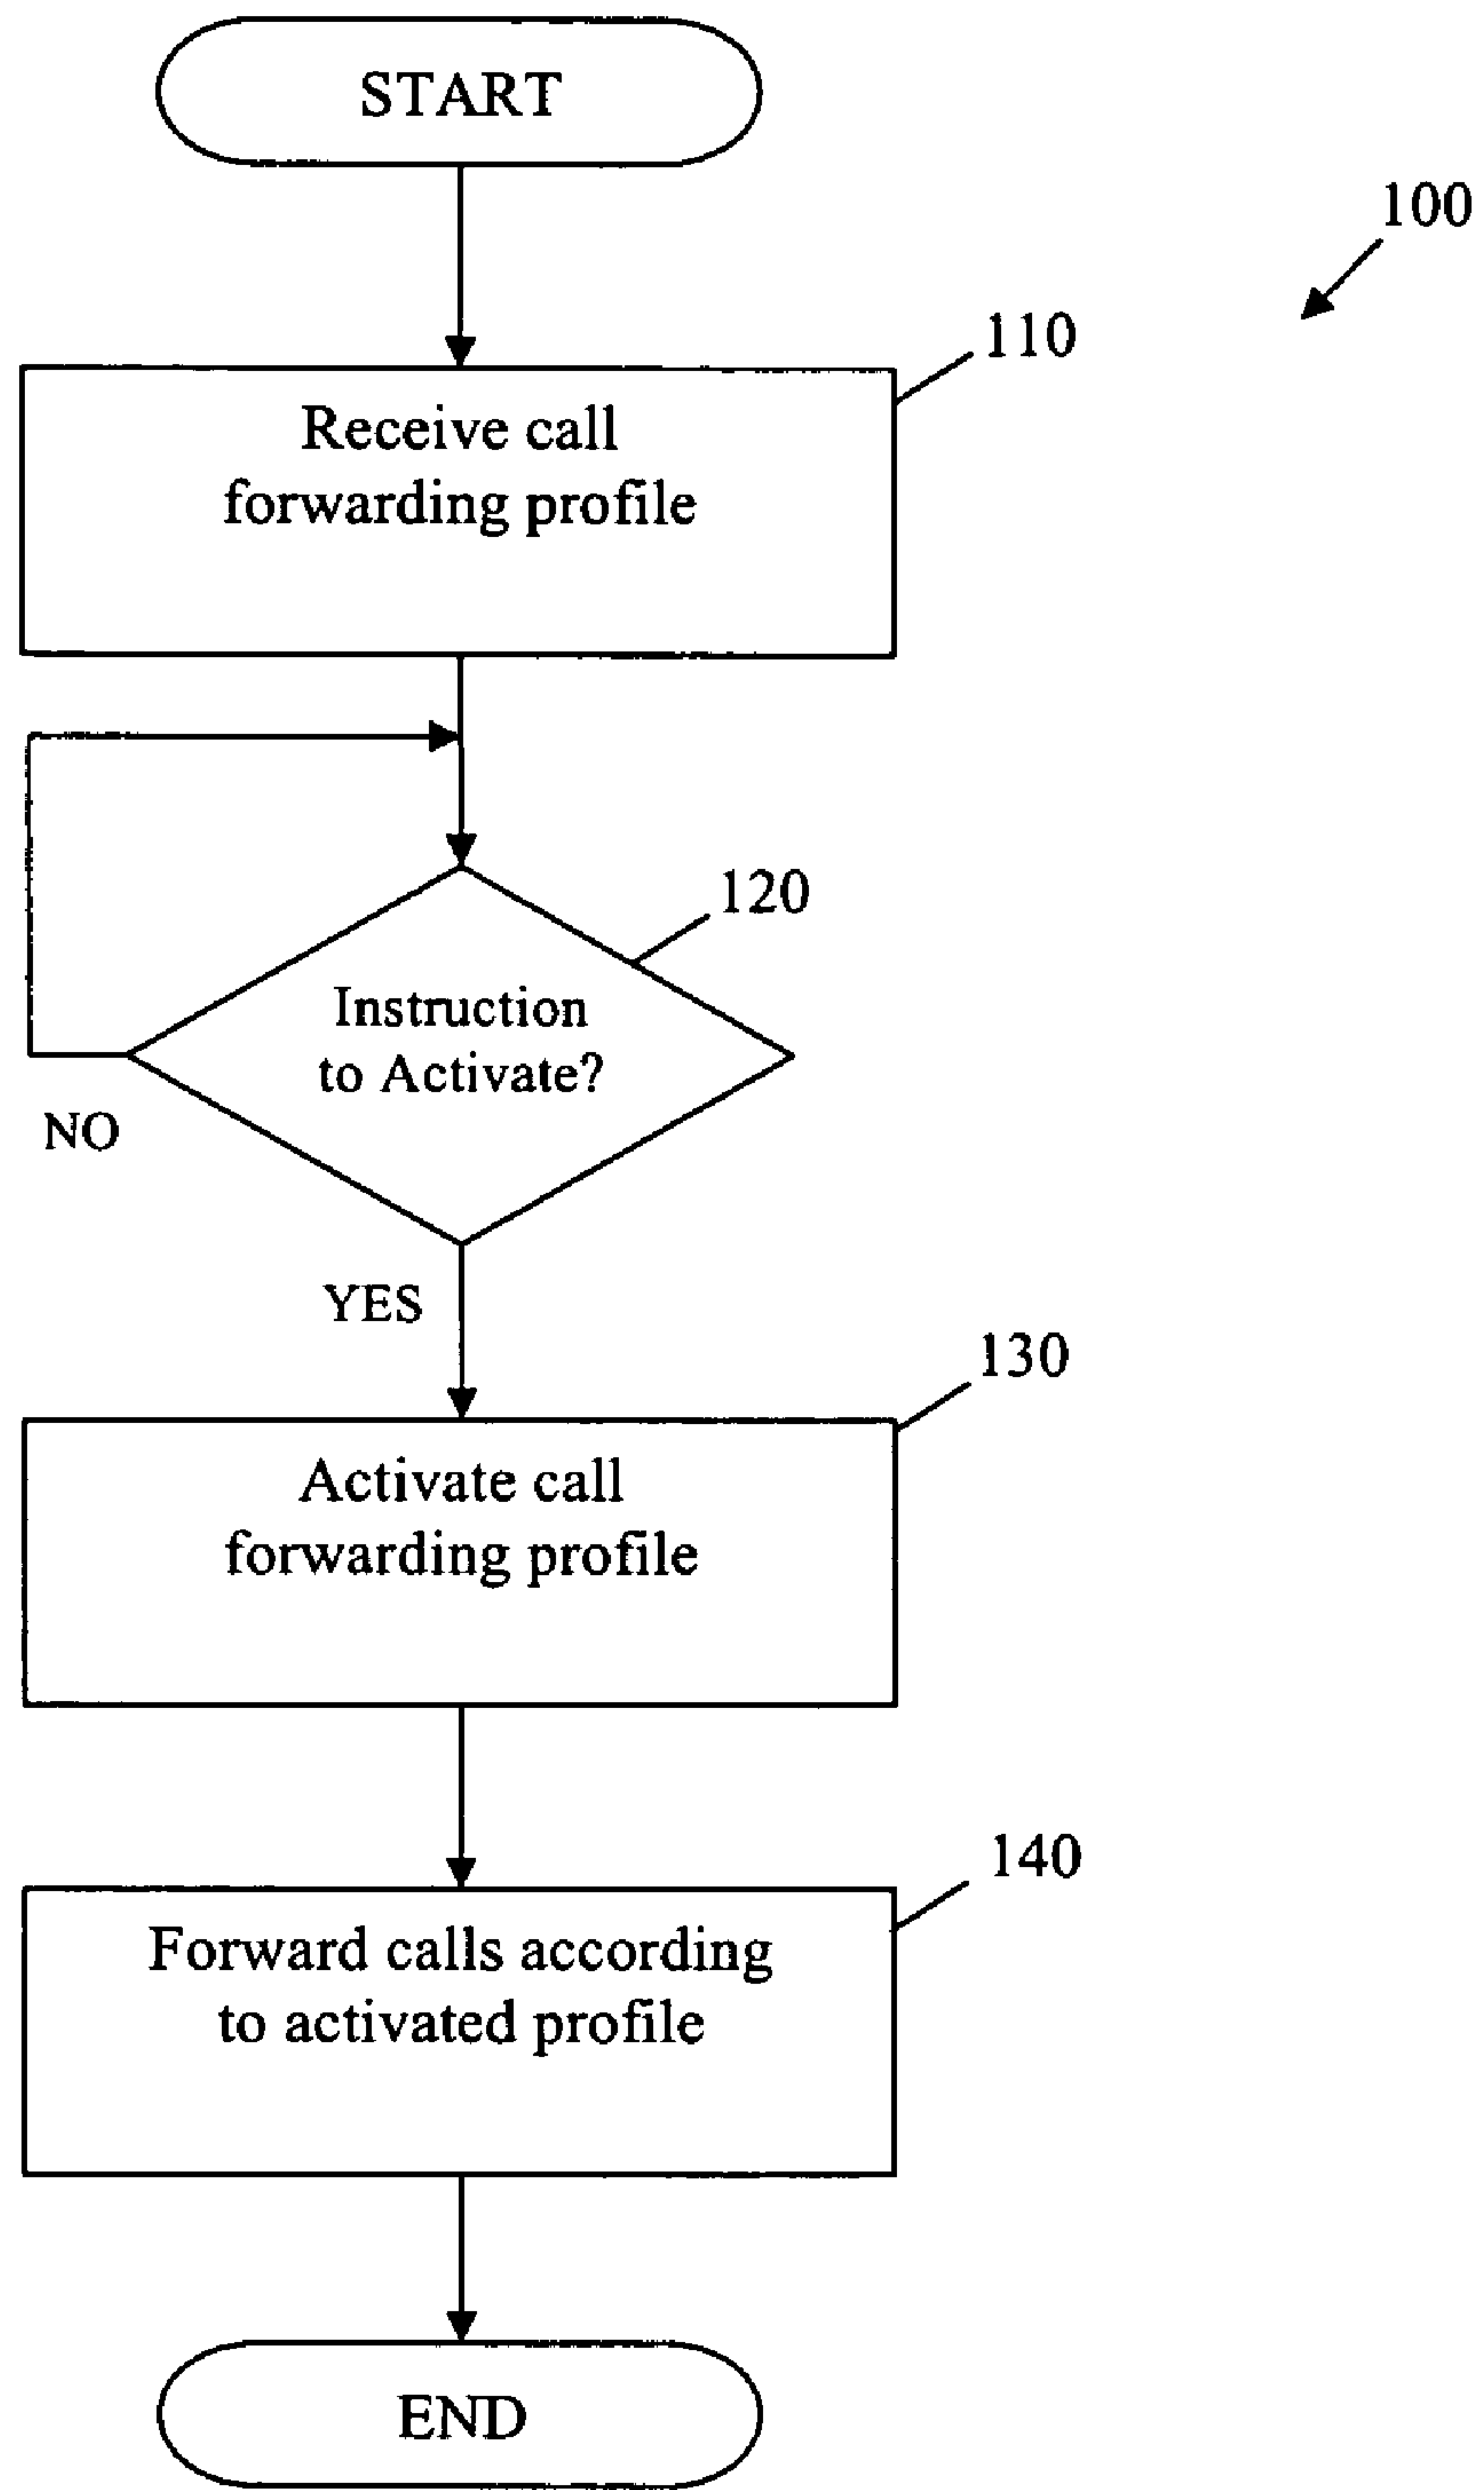 START
100
110
Receive call
forwarding profile
120
Instruction
to Activate?
NO
YES
130
Activate call
forwarding profile
140
Forward calls according
to activated profile
END